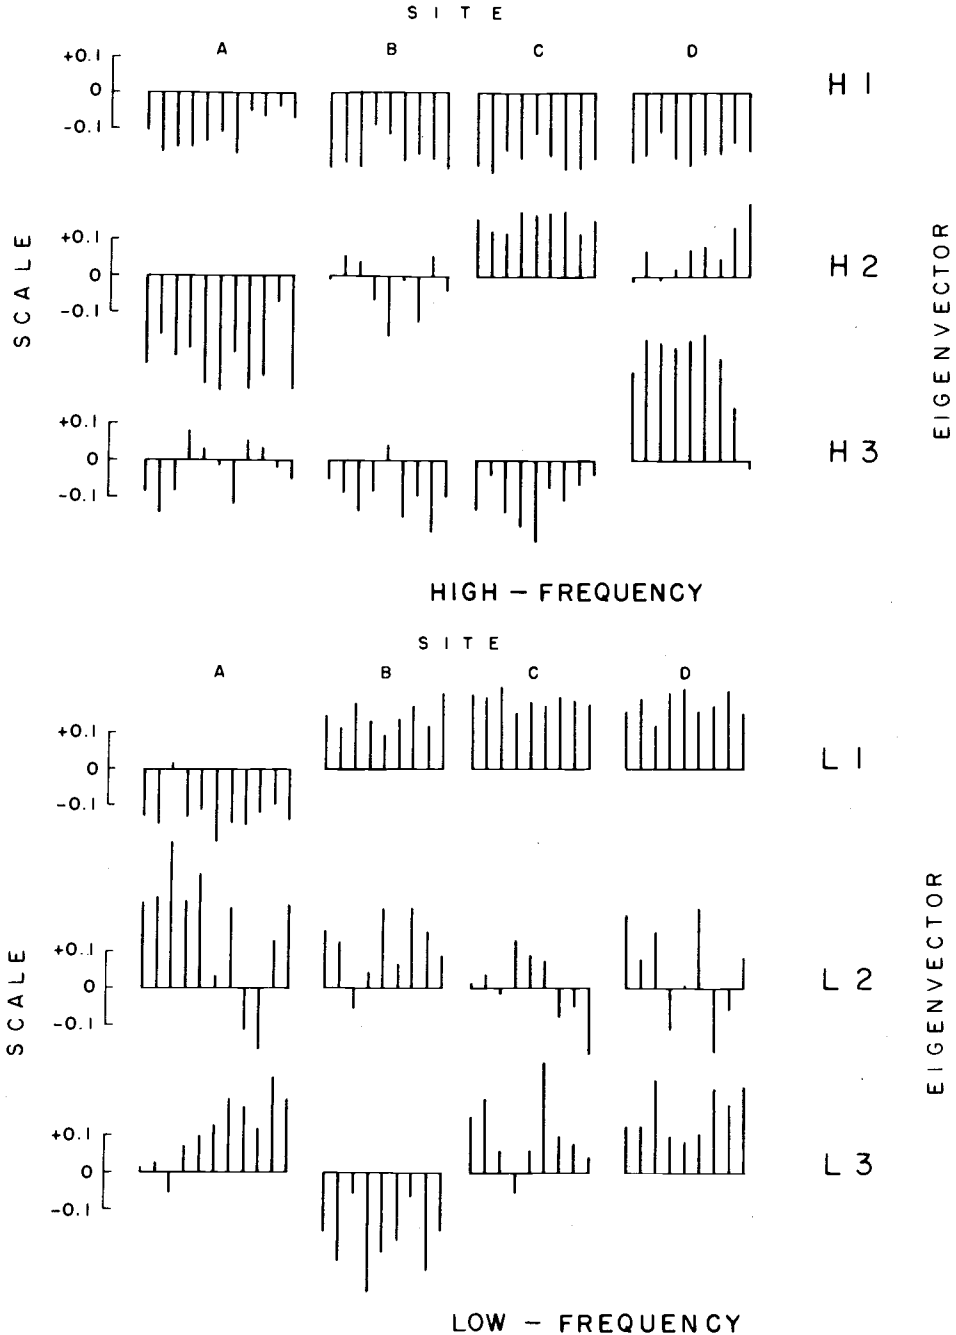 SITE
A B C D
+0.1
0
-0.1
H1
+0.1
0
-0.1
H2
+0.1
0
-0.1
H3
SCALE
EIGENVECTOR
HIGH - FREQUENCY
SITE
A B C D
+0.1
0
-0.1
L1
+0.1
0
-0.1
L2
+0.1
0
-0.1
L3
SCALE
EIGENVECTOR
LOW - FREQUENCY